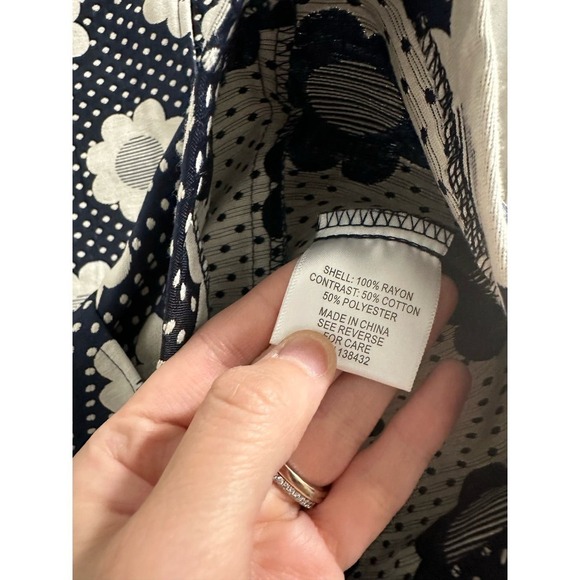 SHELL: 100% RAYON
CONTRAST: 50% COTTON
50% POLYESTER
MADE IN CHINA
SEE REVERSE
FOR CARE
138432